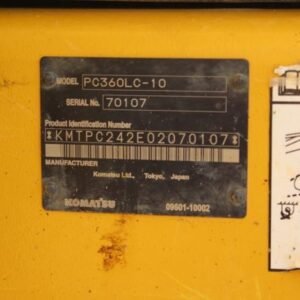 MODEL PC360LC-10
SERIAL No. 70107
Product Identification Number
*KMTPC242E02070107*
MANUFACTURER
Komatsu Ltd., Tokyo, Japan
KOMATSU 09601-10002